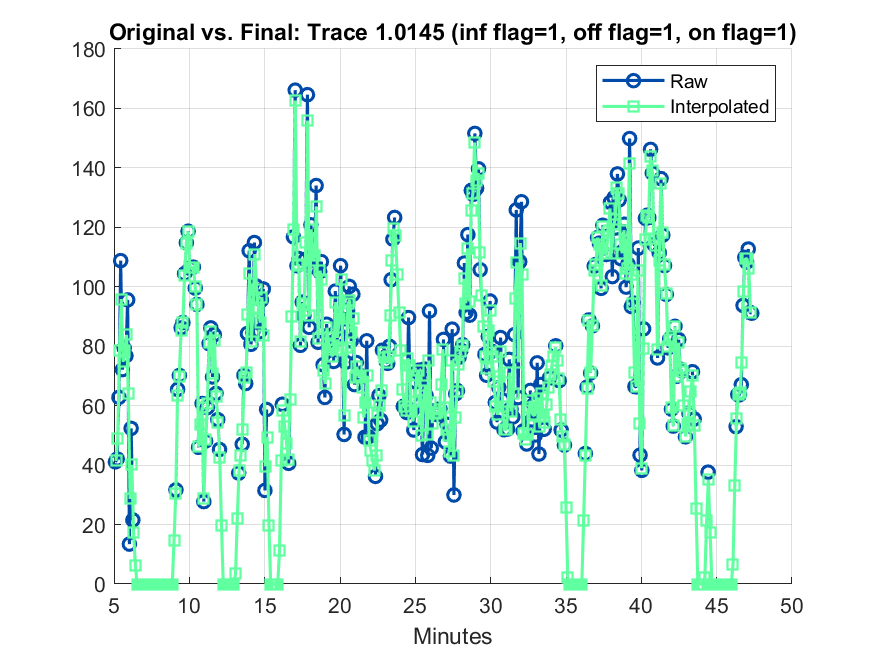 Original vs. Final: Trace 1.0145 (inf flag=1, off flag=1, on flag=1)
180
160
140
120
100
80
60
40
20
0
Raw
Interpolated
5 10 15 20 25 30 35 40 45 50
Minutes